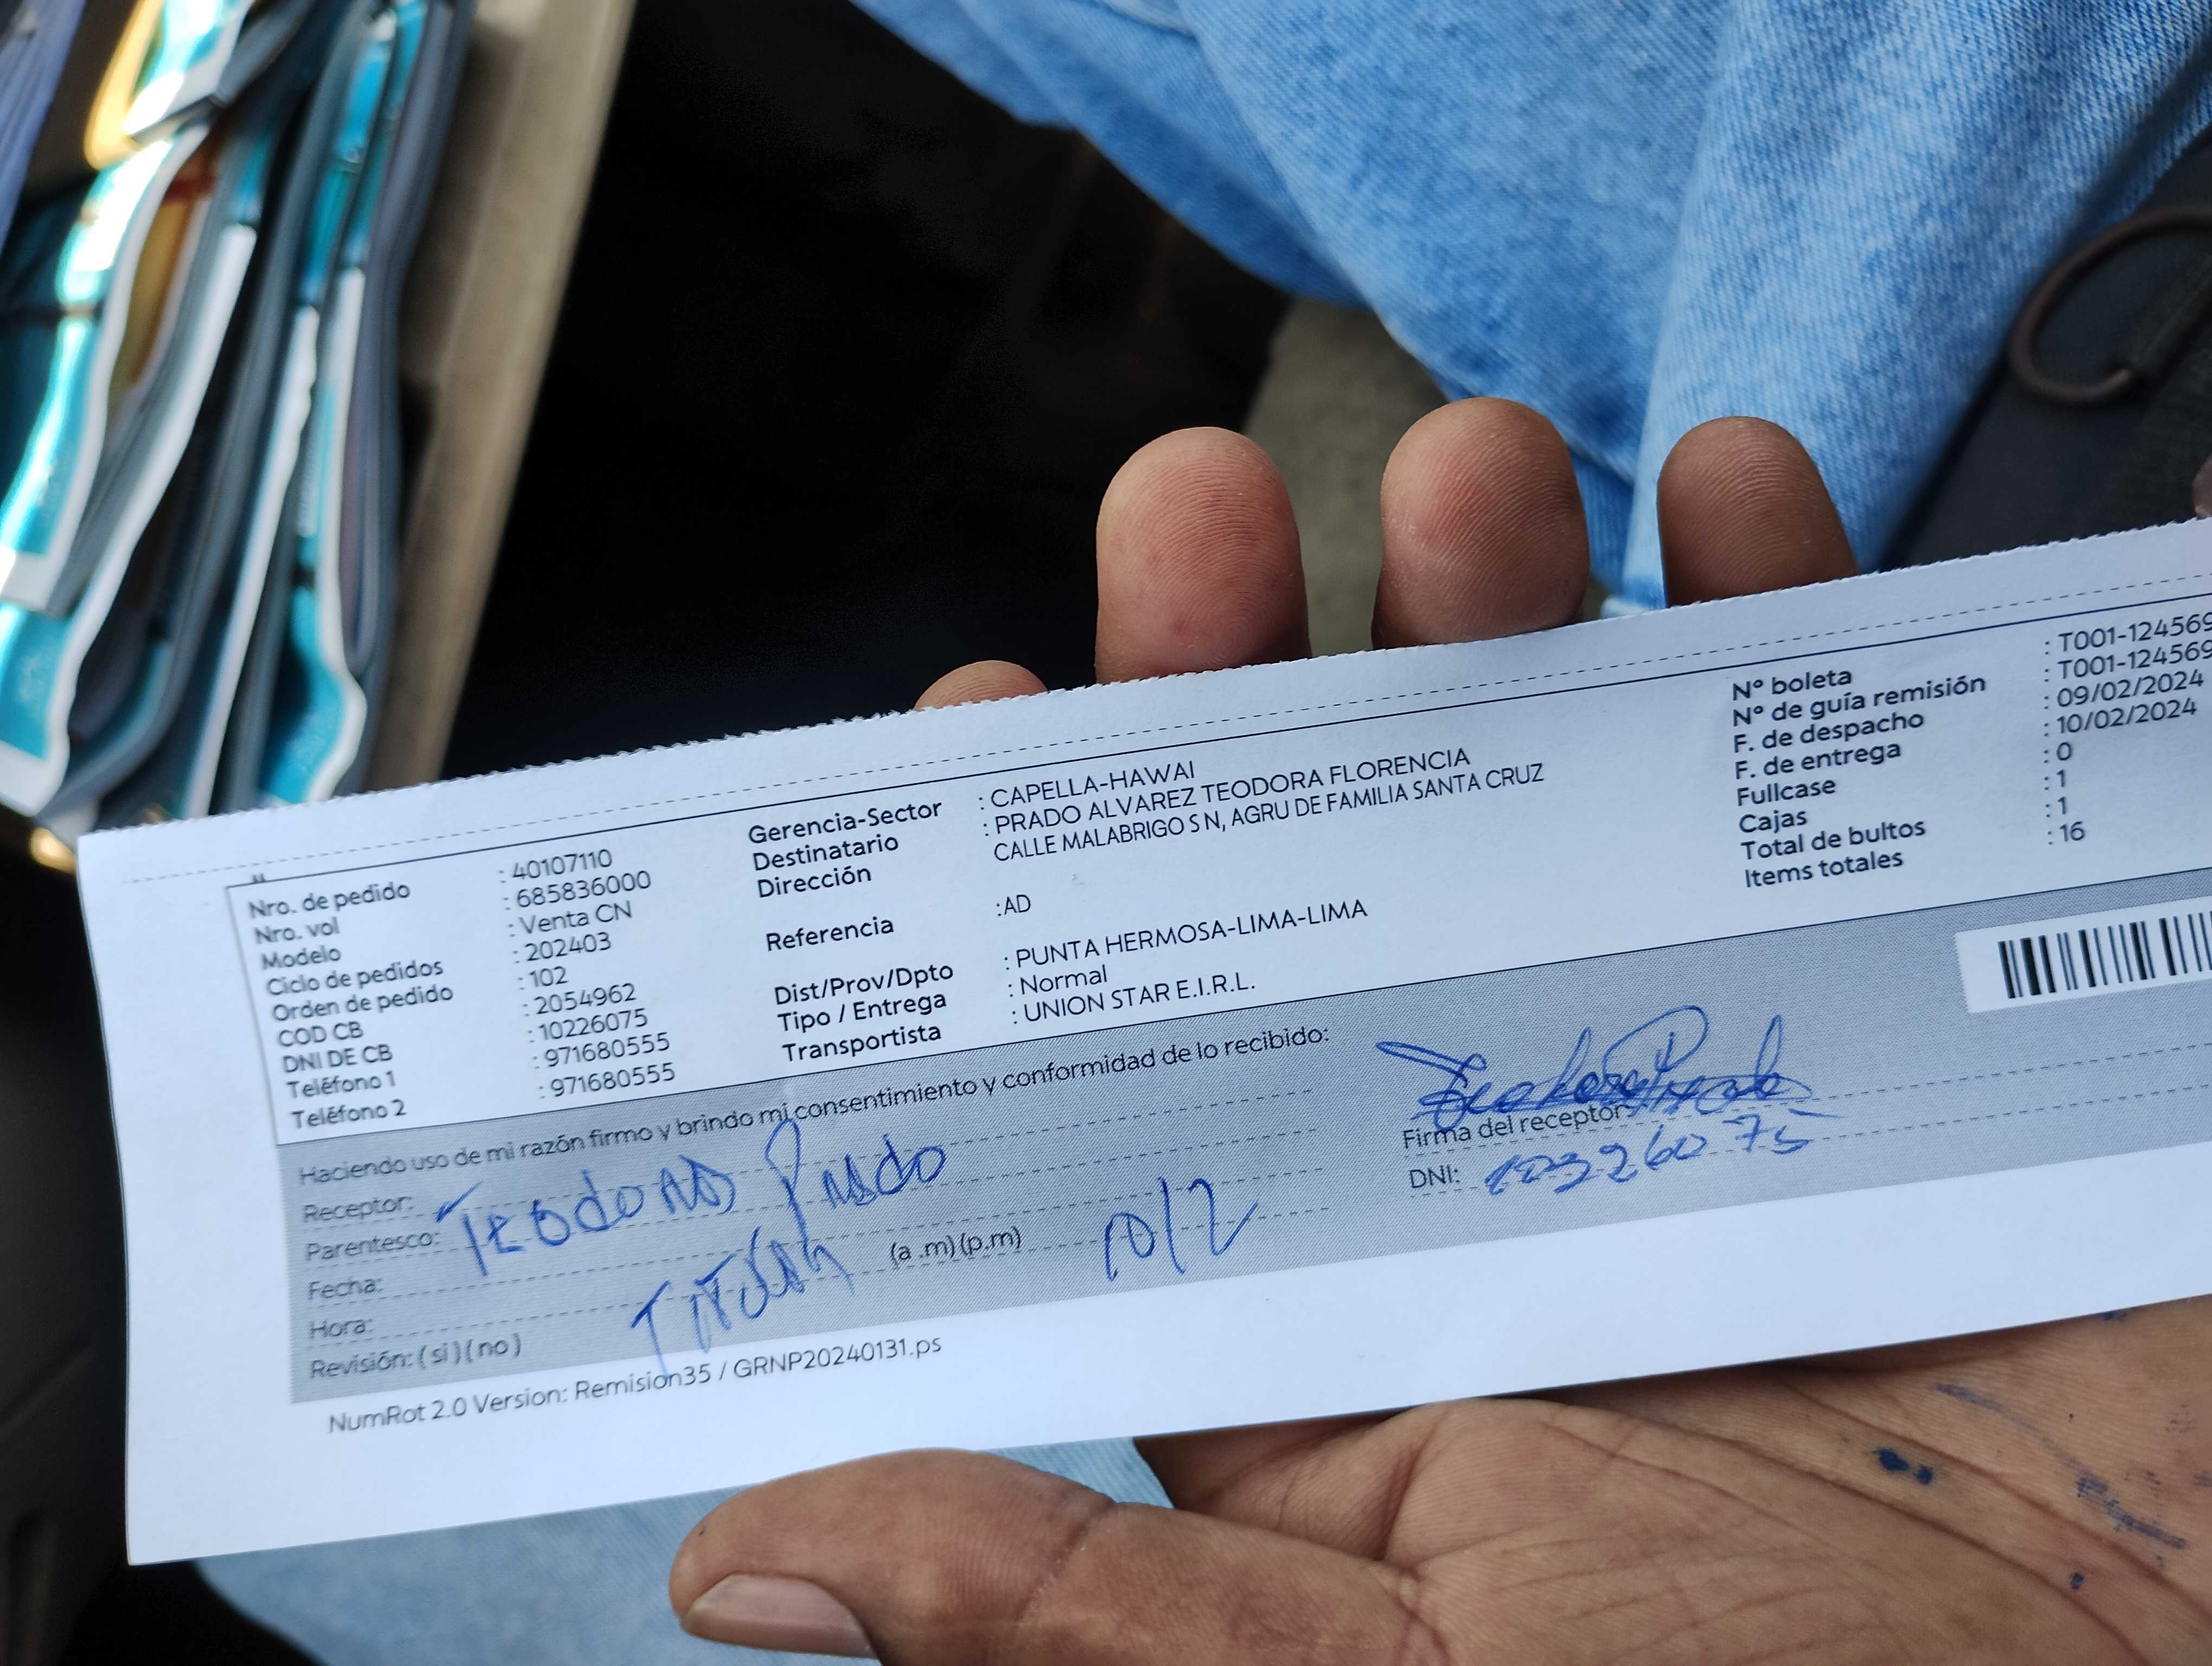 Nro. de pedido : 40107110
Nro. vol : 685836000
Modelo : Venta CN
Ciclo de pedidos : 202403
Orden de pedido : 102
COD CB : 2054962
DNI DE CB : 10226075
Teléfono 1 : 971680555
Teléfono 2 : 971680555
Gerencia-Sector : CAPELLA-HAWAI
Destinatario : PRADO ALVAREZ TEODORA FLORENCIA
Dirección CALLE MALABRIGO S N, AGRU DE FAMILIA SANTA CRUZ
Referencia :AD
Dist/Prov/Dpto : PUNTA HERMOSA-LIMA-LIMA
Tipo / Entrega : Normal
Transportista : UNION STAR E.I.R.L.
Nº boleta : T001-124569
Nº de guía remisión : T001-124569
F. de despacho : 09/02/2024
F. de entrega : 10/02/2024
Fullcase : 0
Cajas : 1
Total de bultos : 1
Items totales : 16
Haciendo uso de mi razón firmo y brindo mi consentimiento y conformidad de lo recibido:
Receptor: Teodora Prado
Parentesco: Titular
Fecha: 10/2
Hora: (a .m) (p.m)
Revisión: ( si ) ( no )
Firma del receptor
DNI:
NumRot 2.0 Version: Remision35 / GRNP20240131.ps